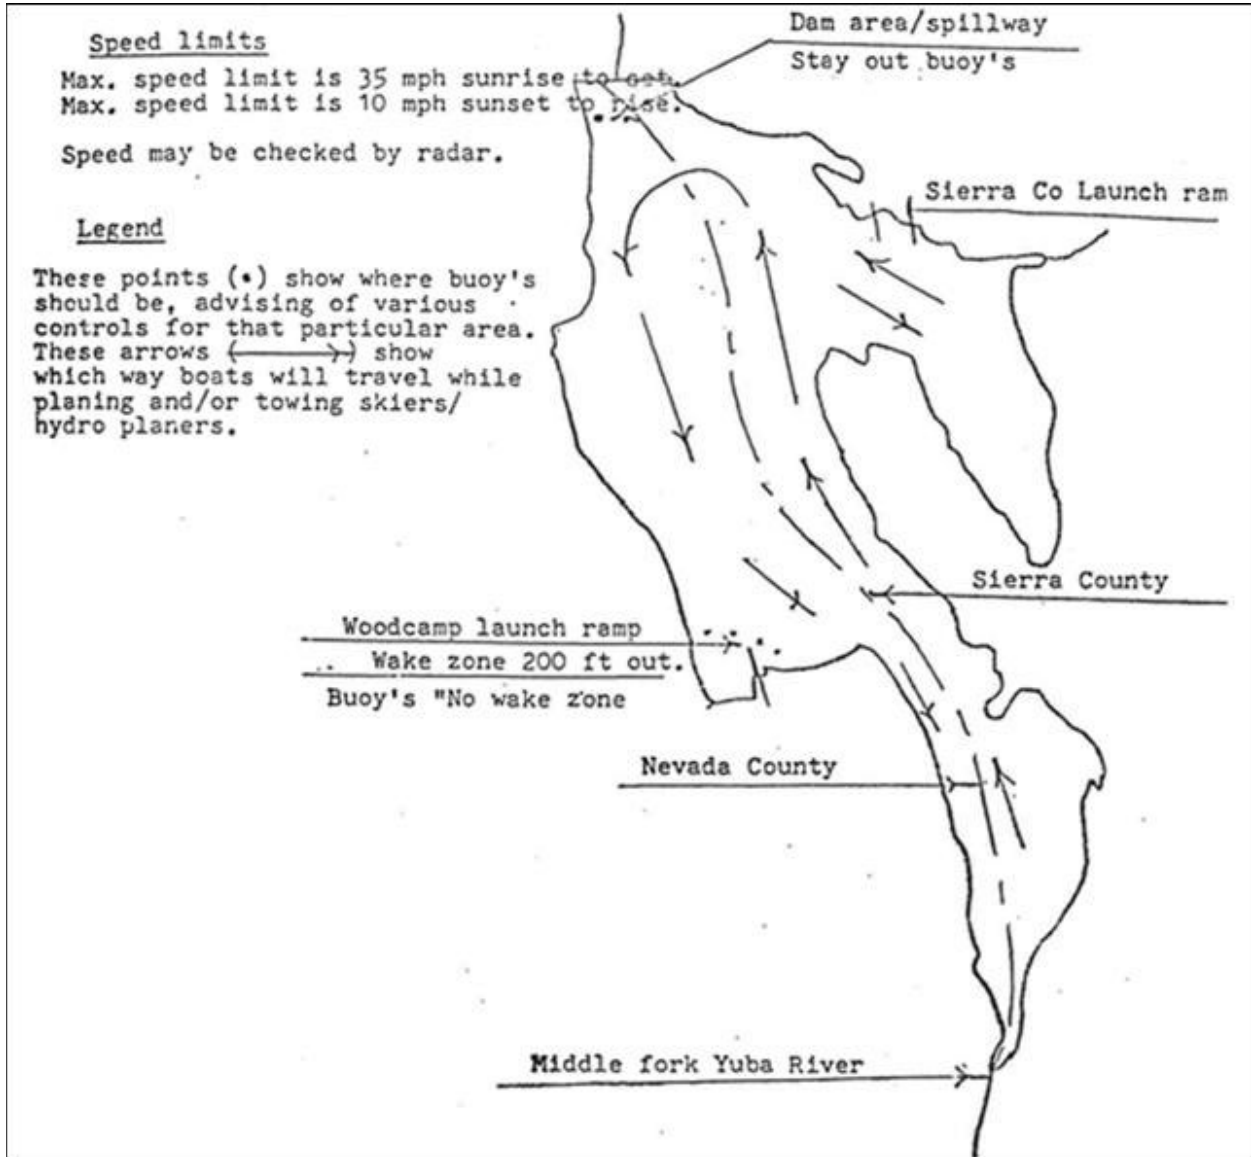 Speed limits
Max. speed limit is 35 mph sunrise to set.
Max. speed limit is 10 mph sunset to rise.
Speed may be checked by radar.
Legend
These points (•) show where buoy's
should be, advising of various
controls for that particular area.
These arrows (⟶) show
which way boats will travel while
planing and/or towing skiers/
hydro planers.
Dam area/spillway
Stay out buoy's
Sierra Co Launch ram
Sierra County
Woodcamp launch ramp
Wake zone 200 ft out.
Buoy's "No wake zone
Nevada County
Middle fork Yuba River